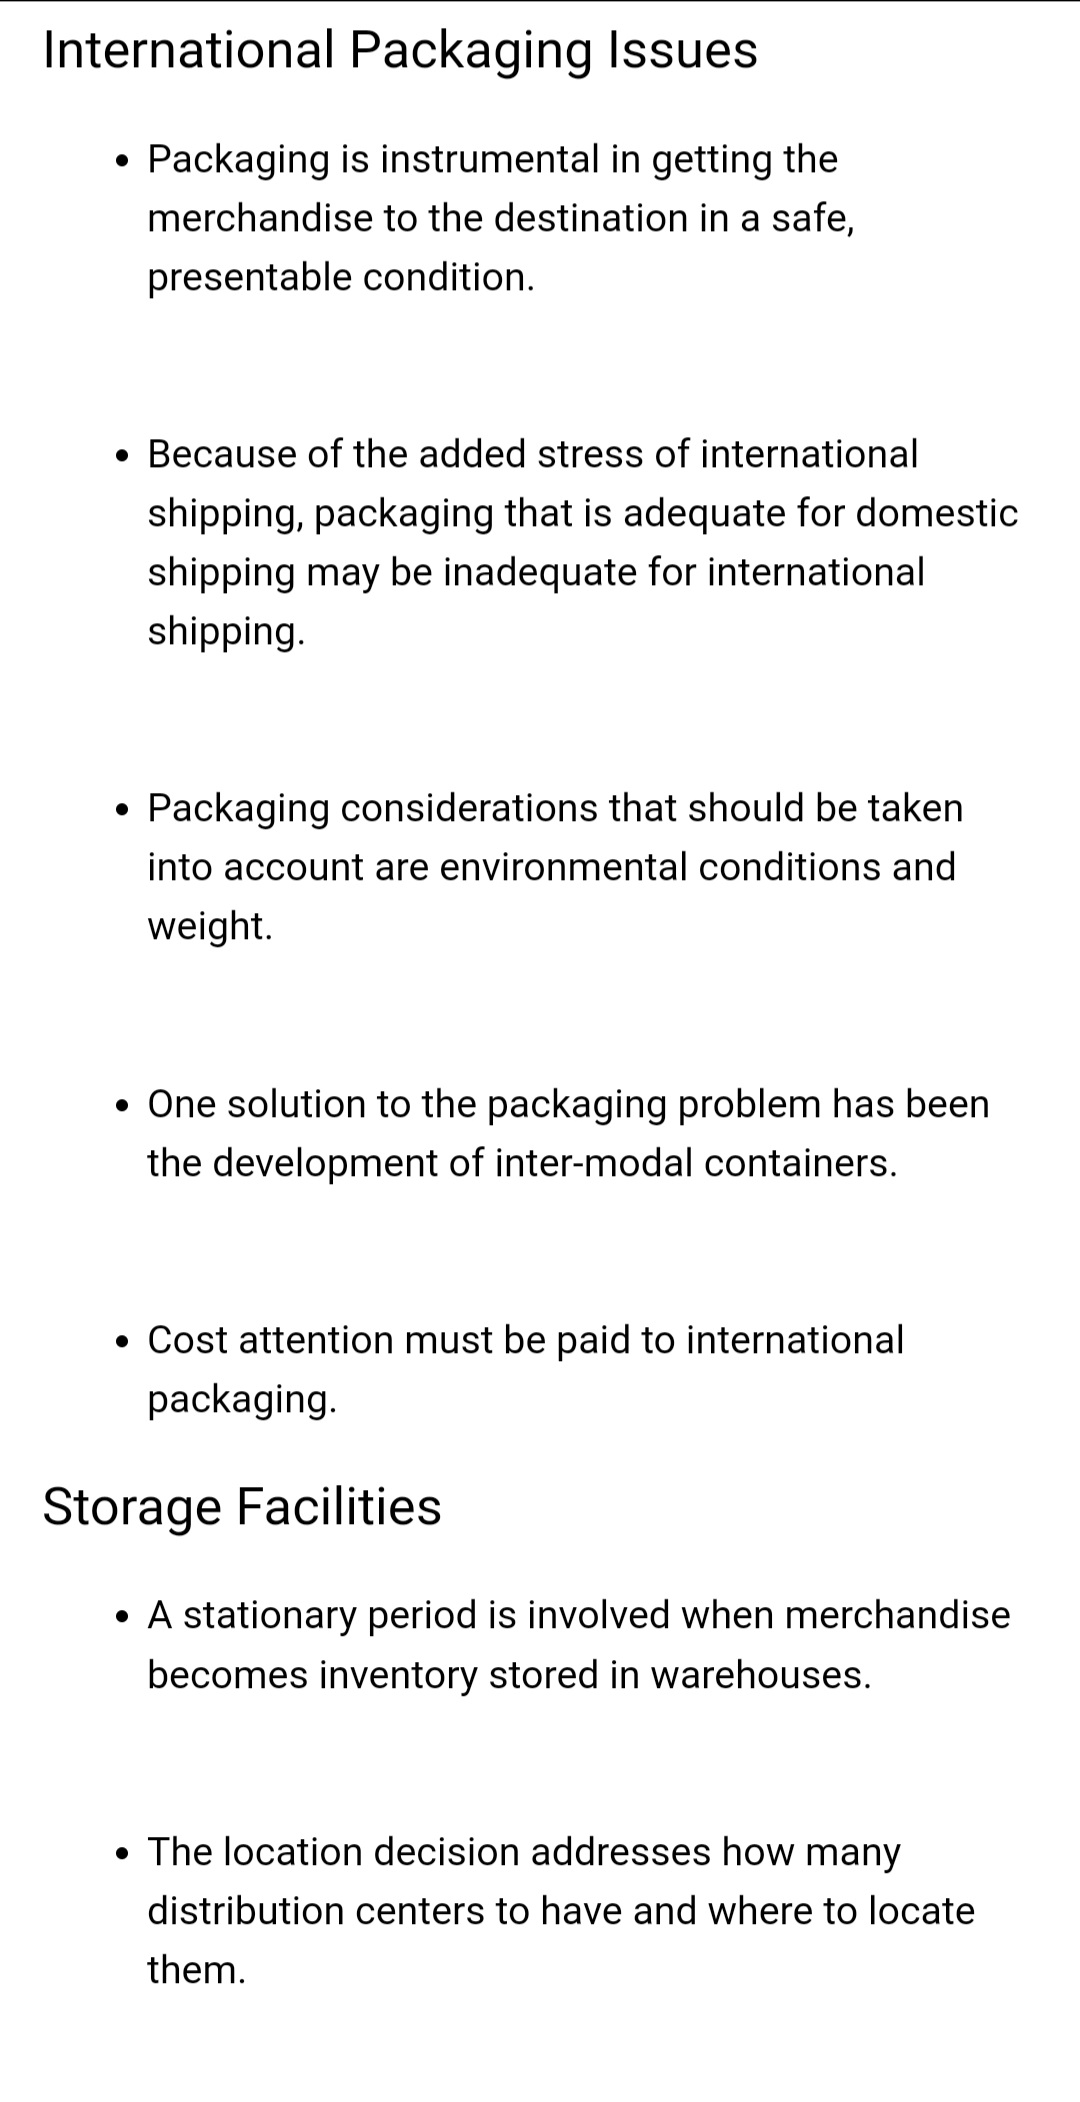 International Packaging Issues
• Packaging is instrumental in getting the
merchandise to the destination in a safe,
presentable condition.
• Because of the added stress of international
shipping, packaging that is adequate for domestic
shipping may be inadequate for international
shipping.
• Packaging considerations that should be taken
into account are environmental conditions and
weight.
• One solution to the packaging problem has been
the development of inter-modal containers.
• Cost attention must be paid to international
packaging.
Storage Facilities
• A stationary period is involved when merchandise
becomes inventory stored in warehouses.
• The location decision addresses how many
distribution centers to have and where to locate
them.